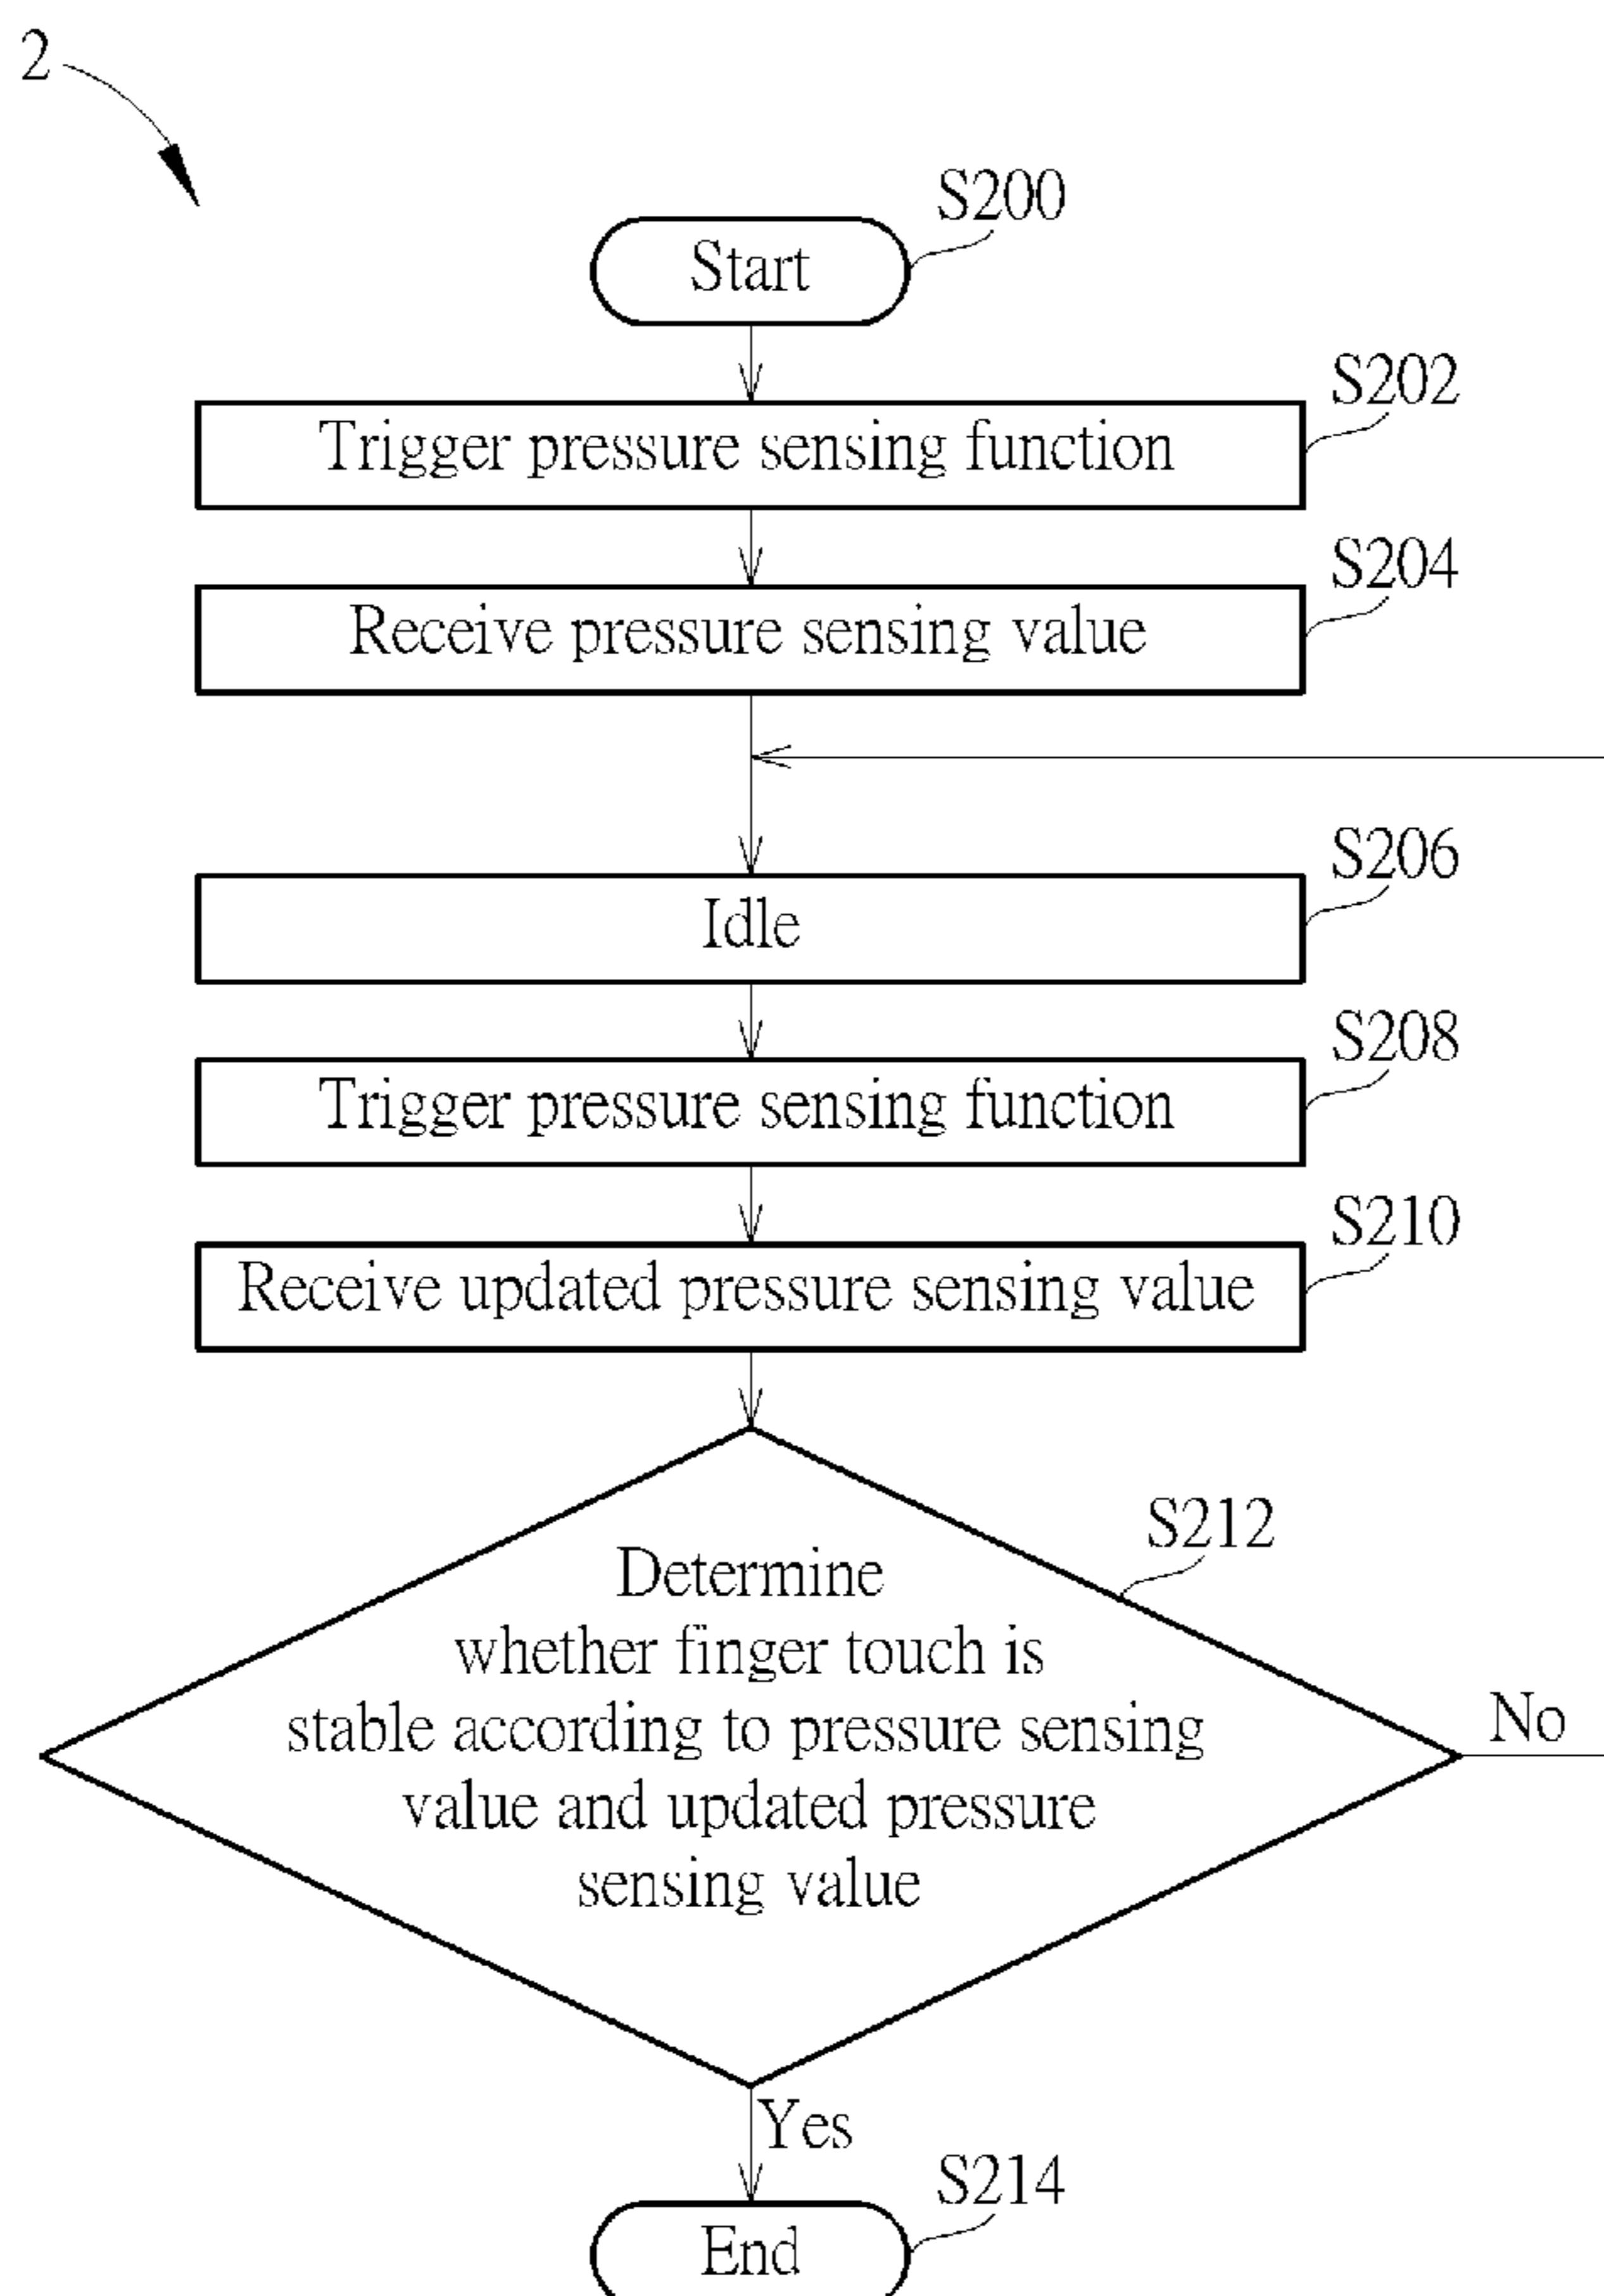 2
S200
Start
S202
Trigger pressure sensing function
S204
Receive pressure sensing value
S206
Idle
S208
Trigger pressure sensing function
S210
Receive updated pressure sensing value
S212
Determine
whether finger touch is
stable according to pressure sensing
value and updated pressure
sensing value
No
Yes
S214
End